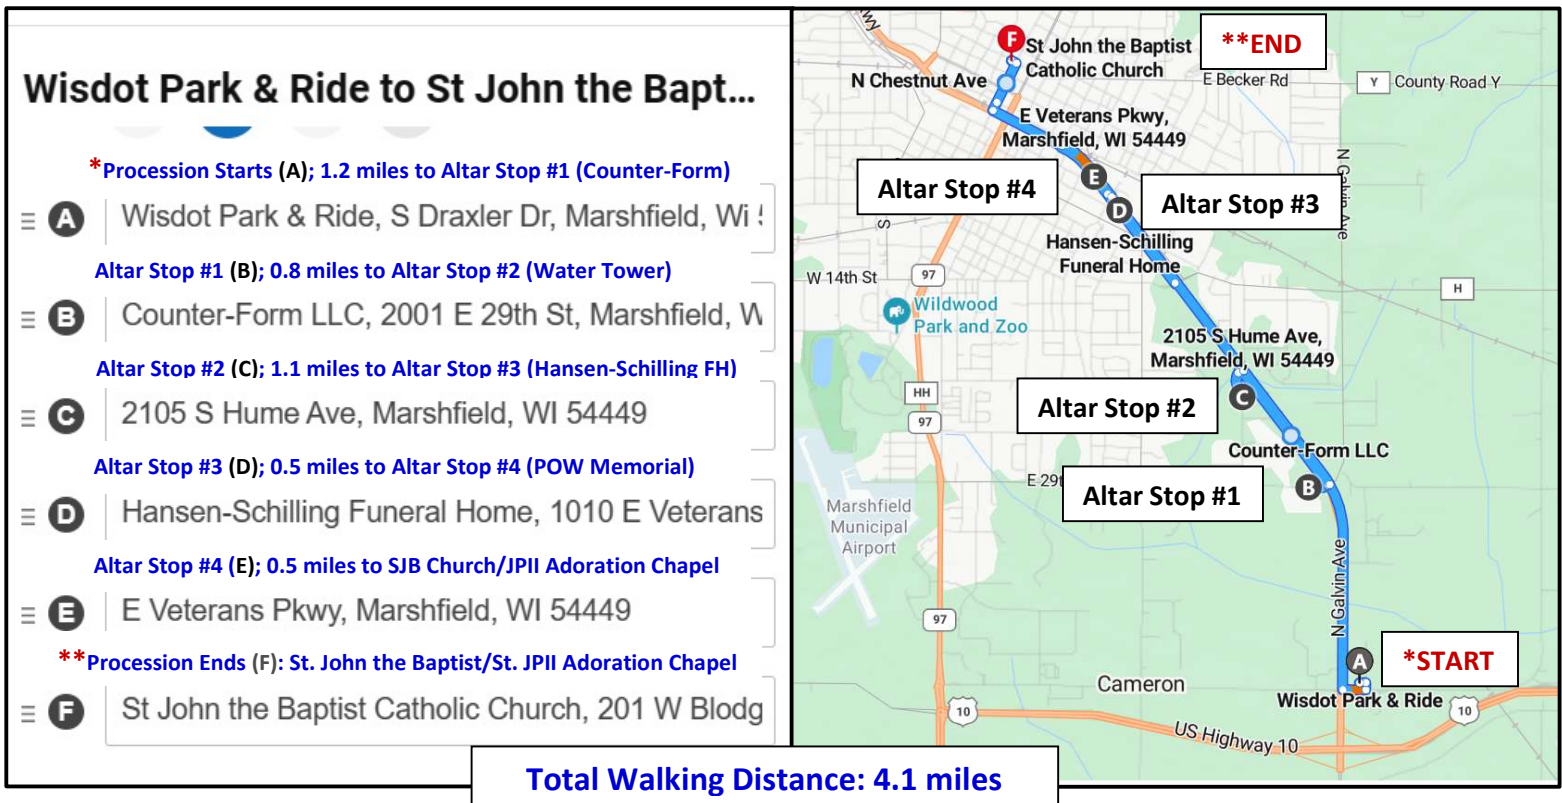 Wisdot Park & Ride to St John the Bapt...
*Procession Starts (A); 1.2 miles to Altar Stop #1 (Counter-Form)
A Wisdot Park & Ride, S Draxler Dr, Marshfield, Wi
Altar Stop #1 (B); 0.8 miles to Altar Stop #2 (Water Tower)
B Counter-Form LLC, 2001 E 29th St, Marshfield, W
Altar Stop #2 (C); 1.1 miles to Altar Stop #3 (Hansen-Schilling FH)
C 2105 S Hume Ave, Marshfield, WI 54449
Altar Stop #3 (D); 0.5 miles to Altar Stop #4 (POW Memorial)
D Hansen-Schilling Funeral Home, 1010 E Veterans
Altar Stop #4 (E); 0.5 miles to SJB Church/JPII Adoration Chapel
E E Veterans Pkwy, Marshfield, WI 54449
**Procession Ends (F): St. John the Baptist/St. JPII Adoration Chapel
F St John the Baptist Catholic Church, 201 W Blodg
Total Walking Distance: 4.1 miles
F
St John the Baptist
Catholic Church
**END
N Chestnut Ave
E Becker Rd
Y
County Road Y
E Veterans Pkwy,
Marshfield, WI 54449
N Galvin Ave
Altar Stop #4
E
Altar Stop #3
D
S
Hansen-Schilling
Funeral Home
W 14th St
97
H
Wildwood
Park and Zoo
2105 S Hume Ave,
Marshfield, WI 54449
HH
97
Altar Stop #2
C
Counter-Form LLC
E 29t
Altar Stop #1
B
Marshfield
Municipal
Airport
N Galvin Ave
97
A
*START
Cameron
Wisdot Park & Ride
10
10
US Highway 10